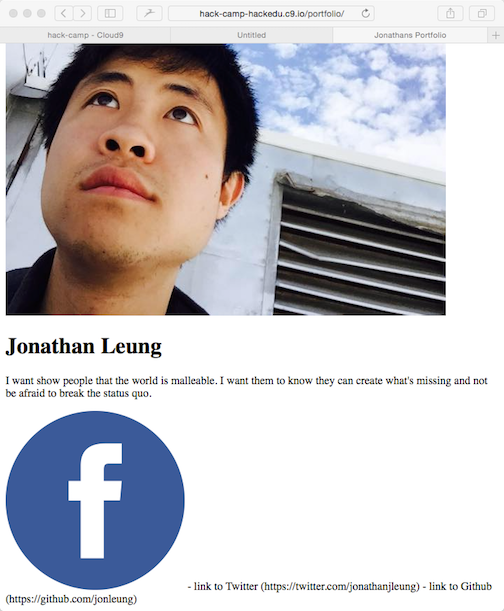 hack-camp-hackedu.c9.io/portfolio/
hack-camp - Cloud9 Untitled Jonathans Portfolio
Jonathan Leung
I want show people that the world is malleable. I want them to know they can create what's missing and not
be afraid to break the status quo.
f
- link to Twitter (https://twitter.com/jonathanjleung) - link to Github
(https://github.com/jonleung)